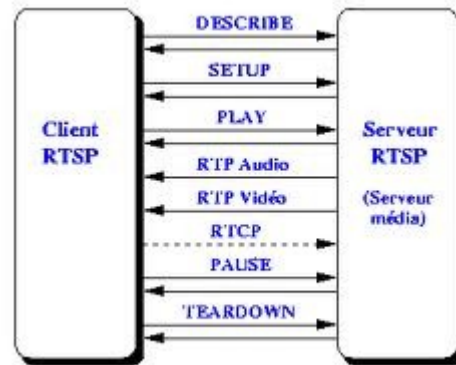 DESCRIBE
SETUP
PLAY
Client
RTSP
Serveur
RTSP
(Serveur
média)
RTP Audio
RTP Vidéo
RTCP
PAUSE
TEARDOWN